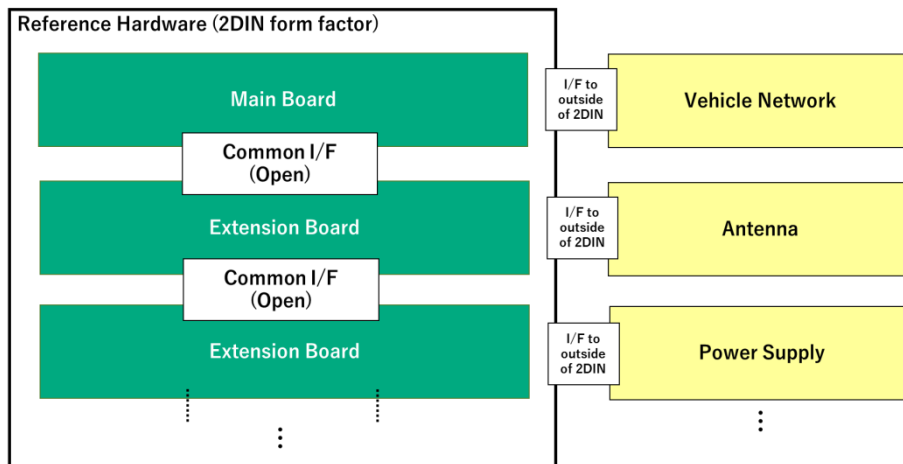 Reference Hardware (2DIN form factor)
Main Board
I/F to
outside
of 2DIN
Vehicle Network
Common I/F
(Open)
Extension Board
I/F to
outside
of 2DIN
Antenna
Common I/F
(Open)
Extension Board
I/F to
outside
of 2DIN
Power Supply